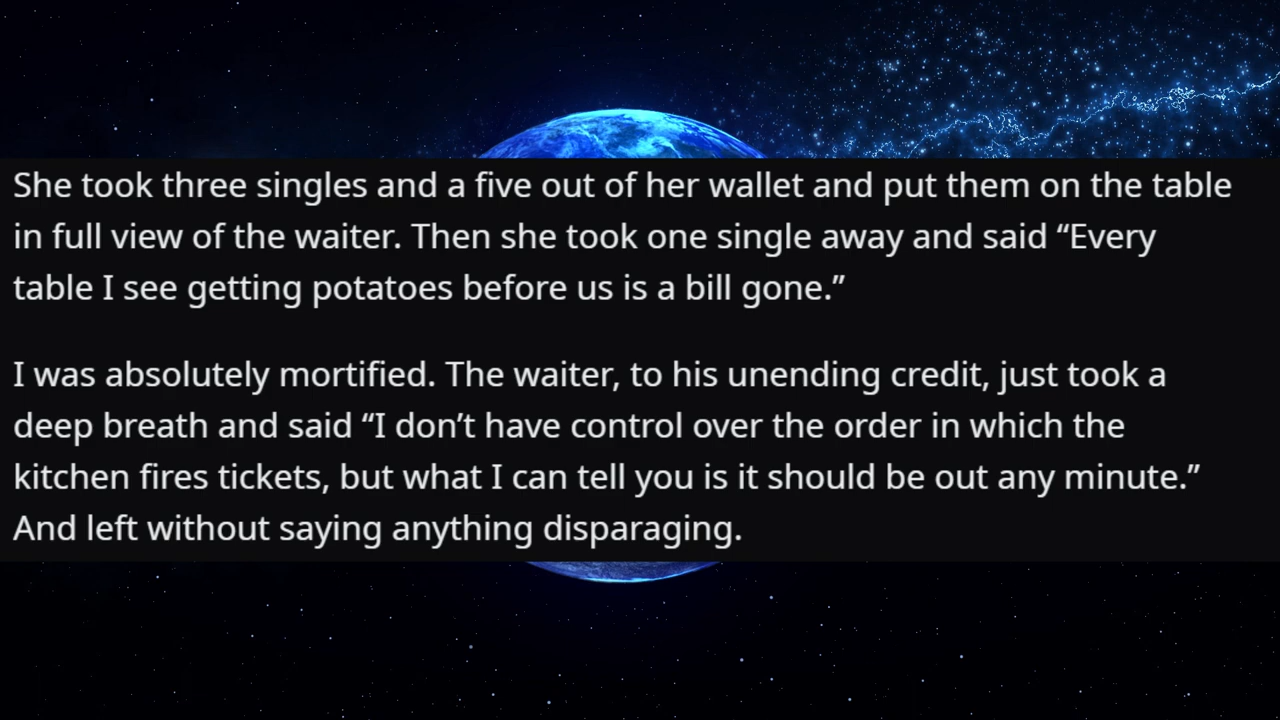 She took three singles and a five out of her wallet and put them on the table
in full view of the waiter. Then she took one single away and said “Every
table I see getting potatoes before us is a bill gone.”
I was absolutely mortified. The waiter, to his unending credit, just took a
deep breath and said “I don’t have control over the order in which the
kitchen fires tickets, but what I can tell you is it should be out any minute.”
And left without saying anything disparaging.